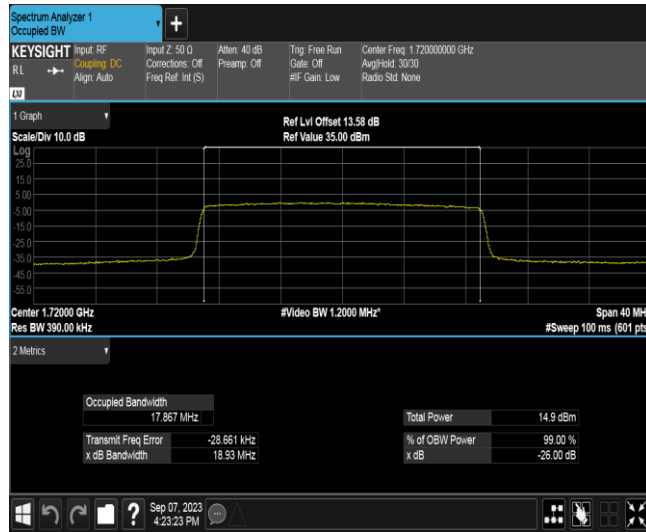 Spectrum Analyzer 1
Occupied BW
+
KEYSIGHT
RL
LXI
Input: RF
Coupling: DC
Align: Auto
Input Z: 50 Ω
Corrections: Off
Freq Ref: Int (S)
Atten: 40 dB
Preamp: Off
Trig: Free Run
Gate: Off
#IF Gain: Low
Center Freq: 1.720000000 GHz
Avg|Hold: 30/30
Radio Std: None
1 Graph
Scale/Div 10.0 dB
Ref Lvl Offset 13.58 dB
Ref Value 35.00 dBm
Log
25.0
15.0
5.00
-5.00
-15.0
-25.0
-35.0
-45.0
-55.0
Center 1.72000 GHz
Res BW 390.00 kHz
#Video BW 1.2000 MHz*
Span 40 MH
#Sweep 100 ms (601 pts
2 Metrics
Occupied Bandwidth
17.867 MHz
Transmit Freq Error -28.661 kHz
x dB Bandwidth 18.93 MHz
Total Power 14.9 dBm
% of OBW Power 99.00 %
x dB -26.00 dB
?
Sep 07, 2023
4:23:23 PM